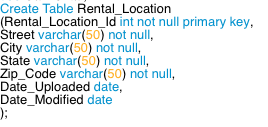 Create Table Rental_Location
(Rental_Location_Id int not null primary key,
Street varchar(50) not null,
City varchar(50) not null,
State varchar(50) not null,
Zip_Code varchar(50) not null,
Date_Uploaded date,
Date_Modified date
);